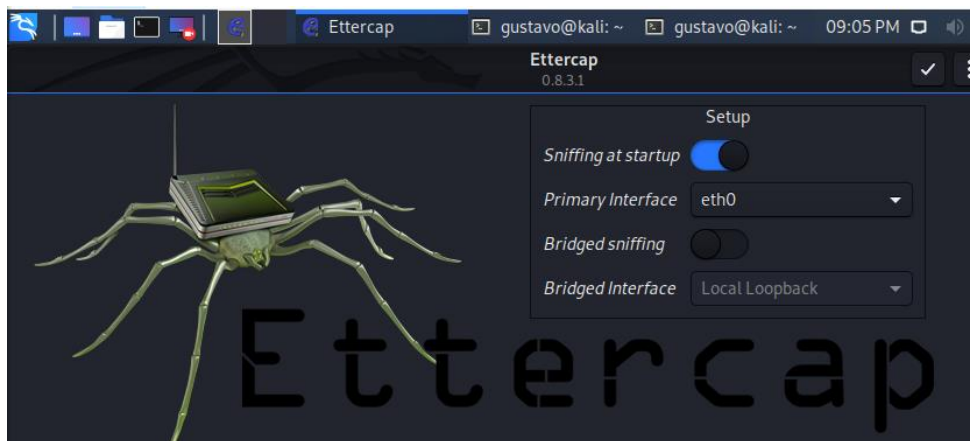 Ettercap gustavo@kali: ~ gustavo@kali: ~ 09:05 PM
Ettercap
0.8.3.1
Setup
Sniffing at startup
Primary Interface eth0
Bridged sniffing
Bridged Interface Local Loopback
Ettercap